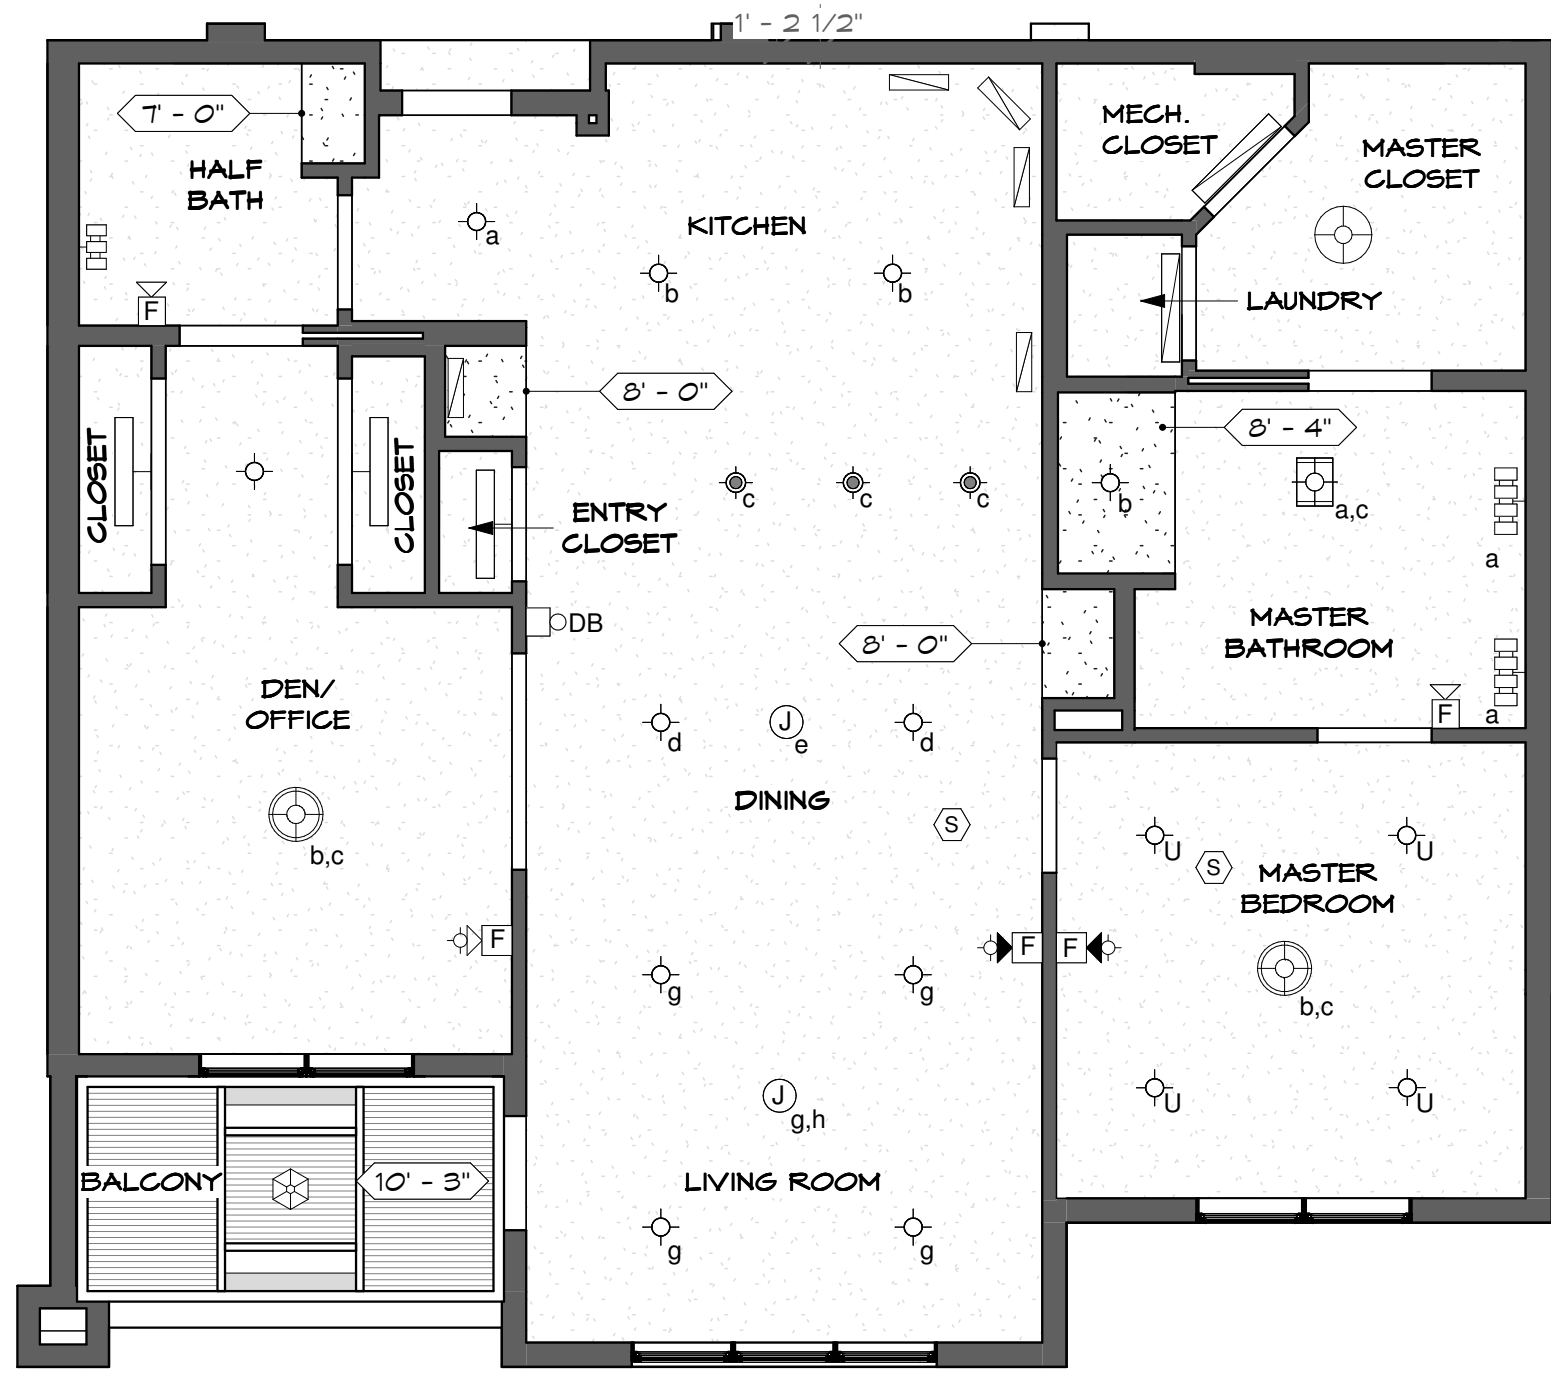 1' - 2 1/2"
7' - 0"
HALF
BATH
F
a
KITCHEN
b
b
MECH.
CLOSET
MASTER
CLOSET
LAUNDRY
8' - 0"
8' - 4"
CLOSET
CLOSET
ENTRY
CLOSET
c
c
c
b
a,c
a
DB
8' - 0"
MASTER
BATHROOM
F
a
DEN/
OFFICE
b,c
F
d
J
e
d
DINING
S
U
S
U
MASTER
BEDROOM
F
F
b,c
g
g
U
U
J
g,h
BALCONY
10' - 3"
LIVING ROOM
g
g